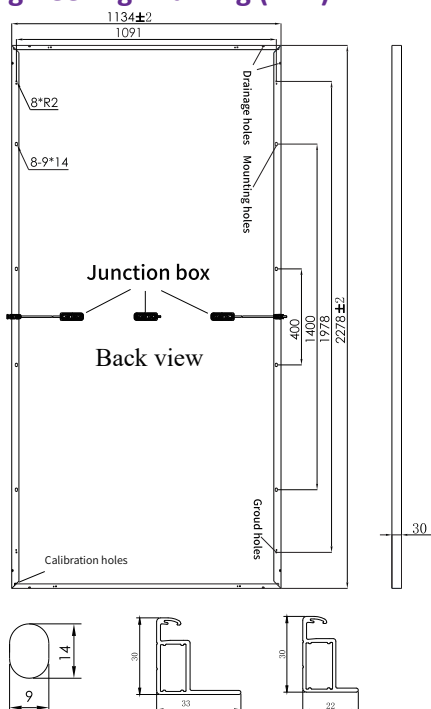 1134±2
1091
8*R2
8-9*14
Drainage holes
Mounting holes
Junction box
Back view
400
1400
1978
2278±2
Groud holes
Calibration holes
30
14
9
30
33
30
22